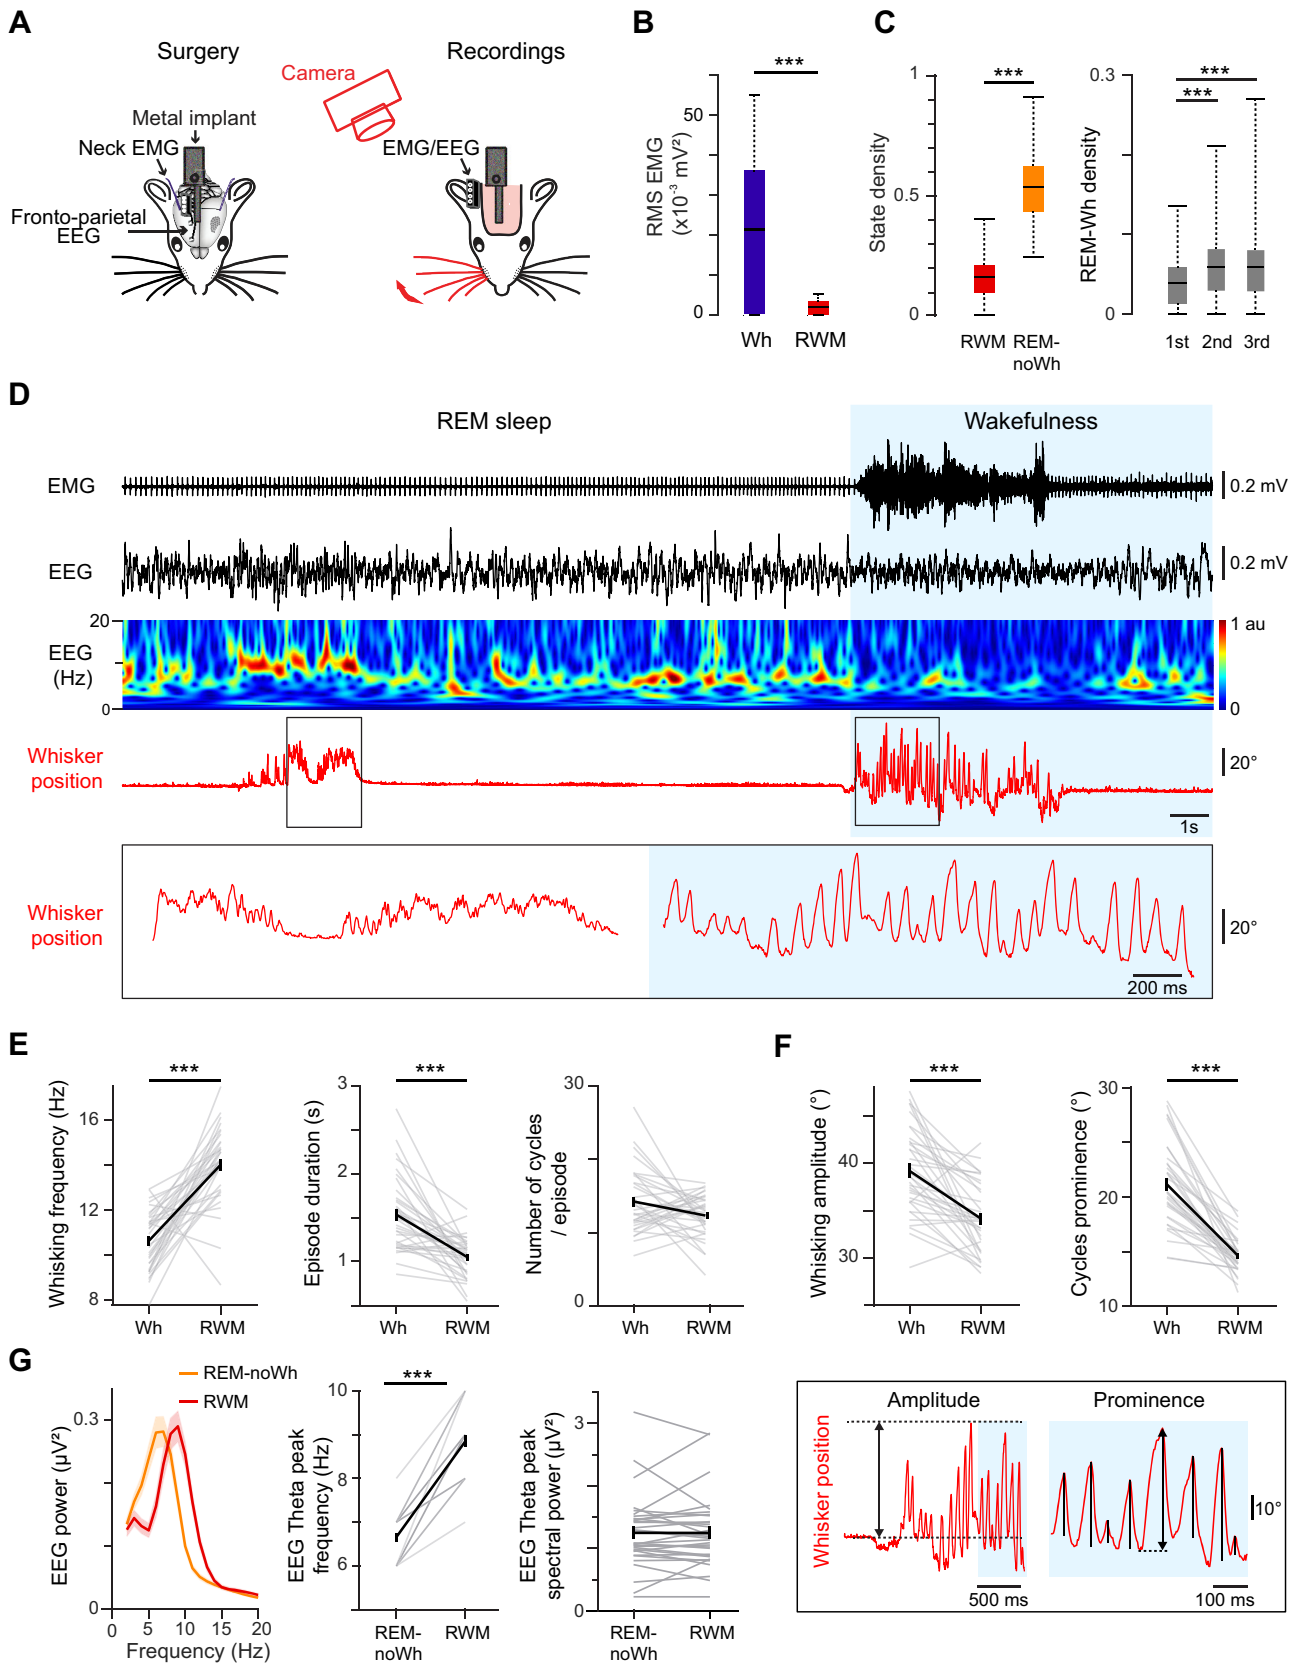 A
Surgery
Recordings
Camera
Metal implant
Neck EMG
EMG/EEG
Fronto-parietal
EEG
B
***
RMS EMG
(x10⁻³ mV²)
50
0
Wh
RWM
C
***
State density
1
0.5
0
RWM
REM-
noWh
***
***
REM-Wh density
0.3
0
1st
2nd
3rd
D
REM sleep
Wakefulness
EMG
0.2 mV
EEG
0.2 mV
20
EEG
(Hz)
0
1 au
0
Whisker
position
20°
1s
Whisker
position
20°
200 ms
E
***
Whisking frequency (Hz)
16
12
8
Wh
RWM
***
Episode duration (s)
3
2
1
Wh
RWM
Number of cycles
/ episode
30
0
Wh
RWM
F
***
Whisking amplitude (°)
40
30
Wh
RWM
***
Cycles prominence (°)
30
20
10
Wh
RWM
G
REM-noWh
RWM
EEG power (µV²)
0.3
0
0
5
10
15
20
Frequency (Hz)
***
EEG Theta peak
frequency (Hz)
10
8
6
REM-
noWh
RWM
EEG Theta peak
spectral power (µV²)
3
0
REM-
noWh
RWM
Amplitude
Prominence
Whisker position
10°
500 ms
100 ms